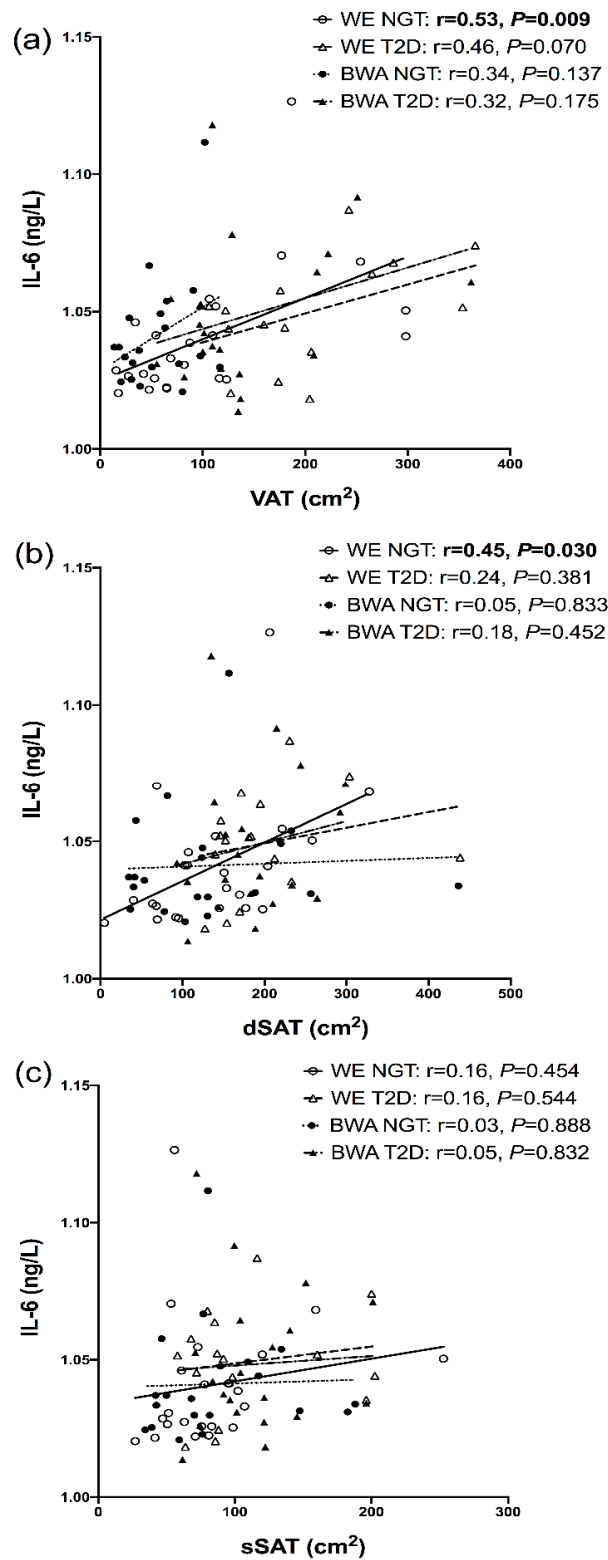 (a)
WE NGT: r=0.53, P=0.009
WE T2D: r=0.46, P=0.070
BWA NGT: r=0.34, P=0.137
BWA T2D: r=0.32, P=0.175
1.15
1.10
1.05
1.00
IL-6 (ng/L)
0 100 200 300 400
VAT (cm²)
(b)
WE NGT: r=0.45, P=0.030
WE T2D: r=0.24, P=0.381
BWA NGT: r=0.05, P=0.833
BWA T2D: r=0.18, P=0.452
1.15
1.10
1.05
1.00
IL-6 (ng/L)
0 100 200 300 400 500
dSAT (cm²)
(c)
WE NGT: r=0.16, P=0.454
WE T2D: r=0.16, P=0.544
BWA NGT: r=0.03, P=0.888
BWA T2D: r=0.05, P=0.832
1.15
1.10
1.05
1.00
IL-6 (ng/L)
0 100 200 300
sSAT (cm²)